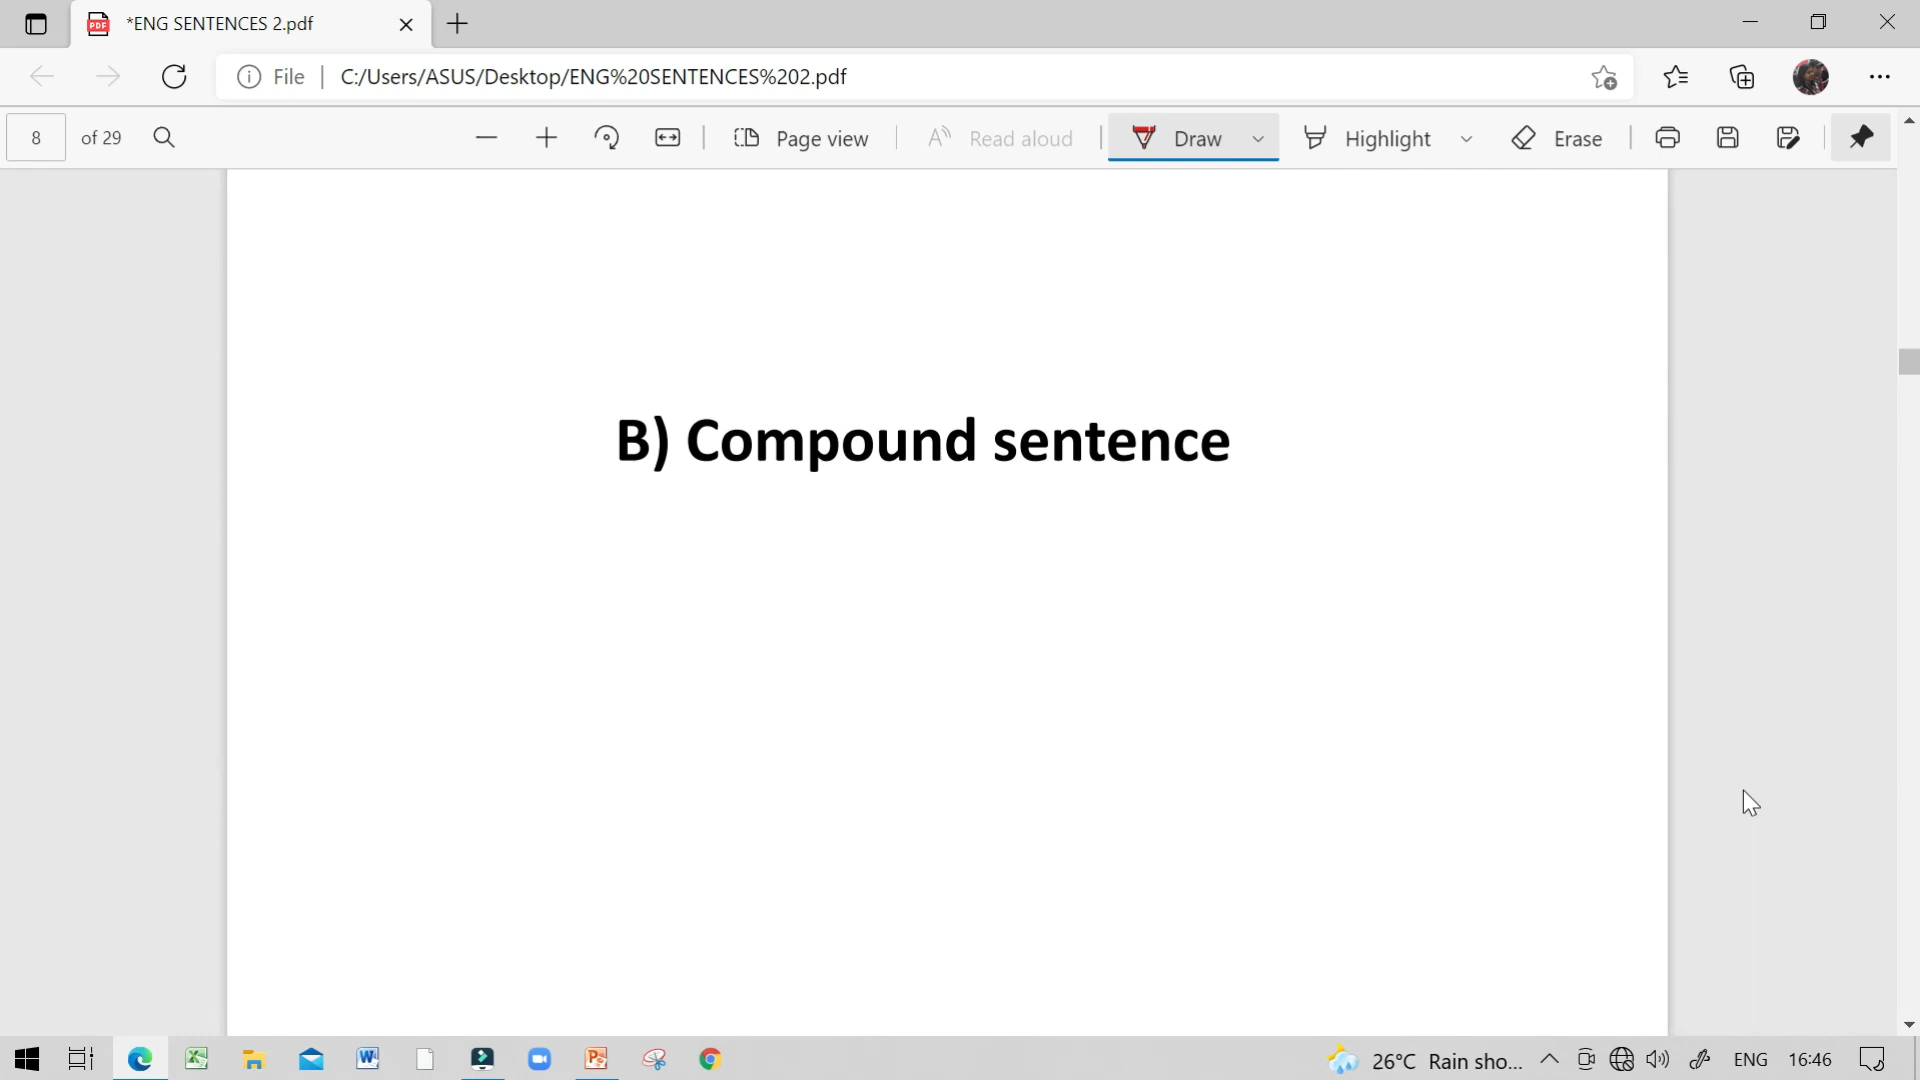 *ENG SENTENCES 2.pdf
File C:/Users/ASUS/Desktop/ENG%20SENTENCES%202.pdf
8 of 29 Page view Read aloud Draw Highlight Erase
B) Compound sentence
26°C Rain sho... ENG 16:46